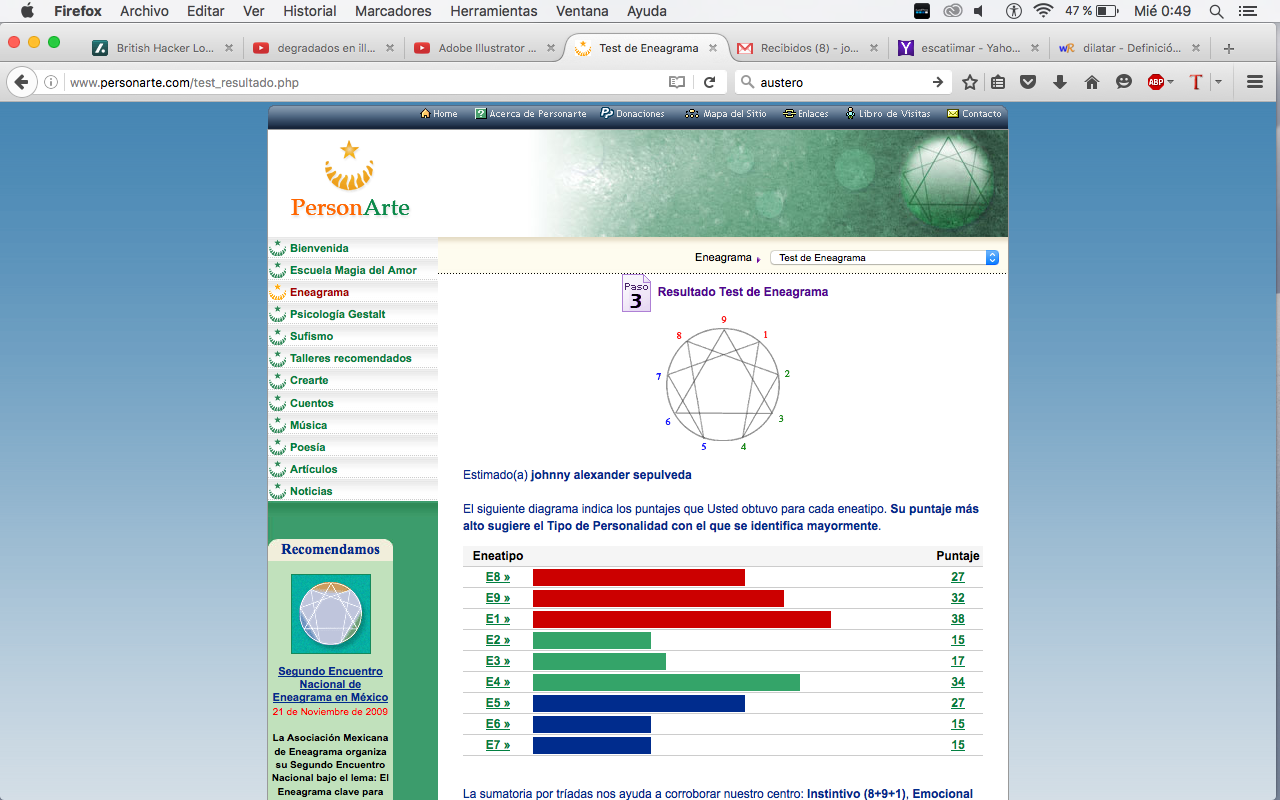 Firefox Archivo Editar Ver Historial Marcadores Herramientas Ventana Ayuda 47 % Mié 0:49
British Hacker Lo... degradados en ill... Adobe Illustrator ... Test de Eneagrama Recibidos (8) - jo... escatiimar - Yaho... wR dilatar - Definició...
www.personarte.com/test_resultado.php austero ABP T
Home Acerca de Personarte Donaciones Mapa del Sitio Enlaces Libro de Visitas Contacto
PersonArte
Eneagrama Test de Eneagrama
Bienvenida
Escuela Magia del Amor
Eneagrama
Psicología Gestalt
Sufismo
Talleres recomendados
Crearte
Cuentos
Música
Poesía
Artículos
Noticias
Recomendamos
Segundo Encuentro
Nacional de
Eneagrama en México
21 de Noviembre de 2009
La Asociación Mexicana
de Eneagrama organiza
su Segundo Encuentro
Nacional bajo el lema: El
Eneagrama clave para
Paso
3
Resultado Test de Eneagrama
9
8 1
7 2
6 3
5 4
Estimado(a) johnny alexander sepulveda
El siguiente diagrama indica los puntajes que Usted obtuvo para cada eneatipo. Su puntaje más
alto sugiere el Tipo de Personalidad con el que se identifica mayormente.
Eneatipo Puntaje
E8 » 27
E9 » 32
E1 » 38
E2 » 15
E3 » 17
E4 » 34
E5 » 27
E6 » 15
E7 » 15
La sumatoria por tríadas nos ayuda a corroborar nuestro centro: Instintivo (8+9+1), Emocional